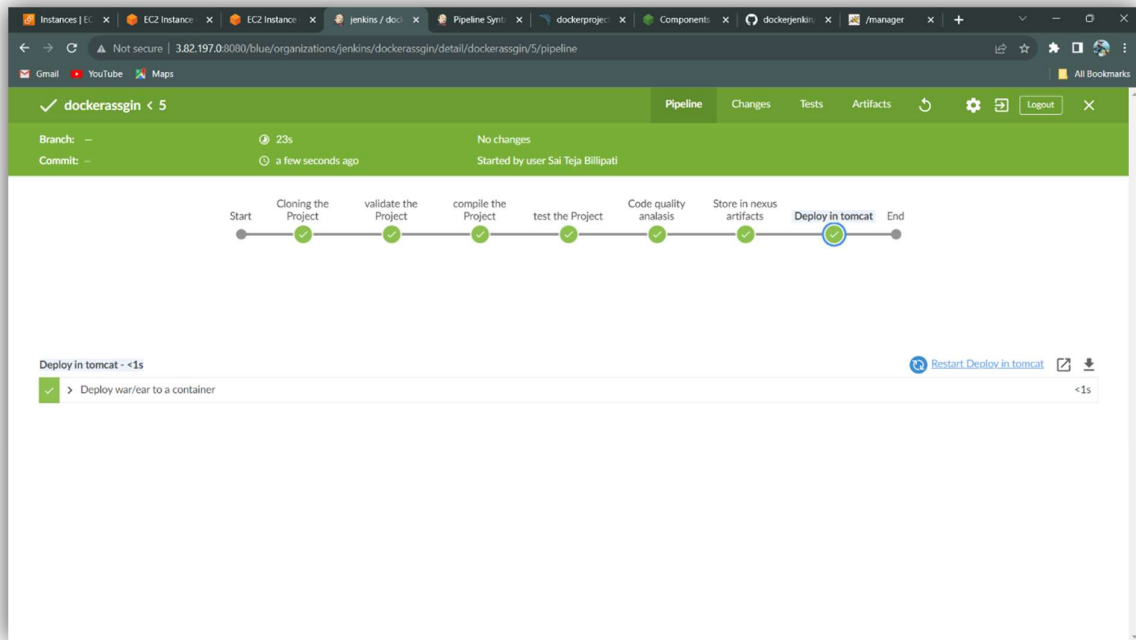 Instances | EC
EC2 Instance
EC2 Instance
jenkins / dock
Pipeline Synt
dockerproject
Components
dockerjenkin
/manager
Not secure | 3.82.197.0:8080/blue/organizations/jenkins/dockerassgin/detail/dockerassgin/5/pipeline
Gmail YouTube Maps All Bookmarks
dockerassgin < 5 Pipeline Changes Tests Artifacts Logout
Branch: — 23s No changes
Commit: — a few seconds ago Started by user Sai Teja Billipati
Start
Cloning the
Project
validate the
Project
compile the
Project
test the Project
Code quality
analasis
Store in nexus
artifacts
Deploy in tomcat
End
Deploy in tomcat - <1s Restart Deploy in tomcat
Deploy war/ear to a container <1s